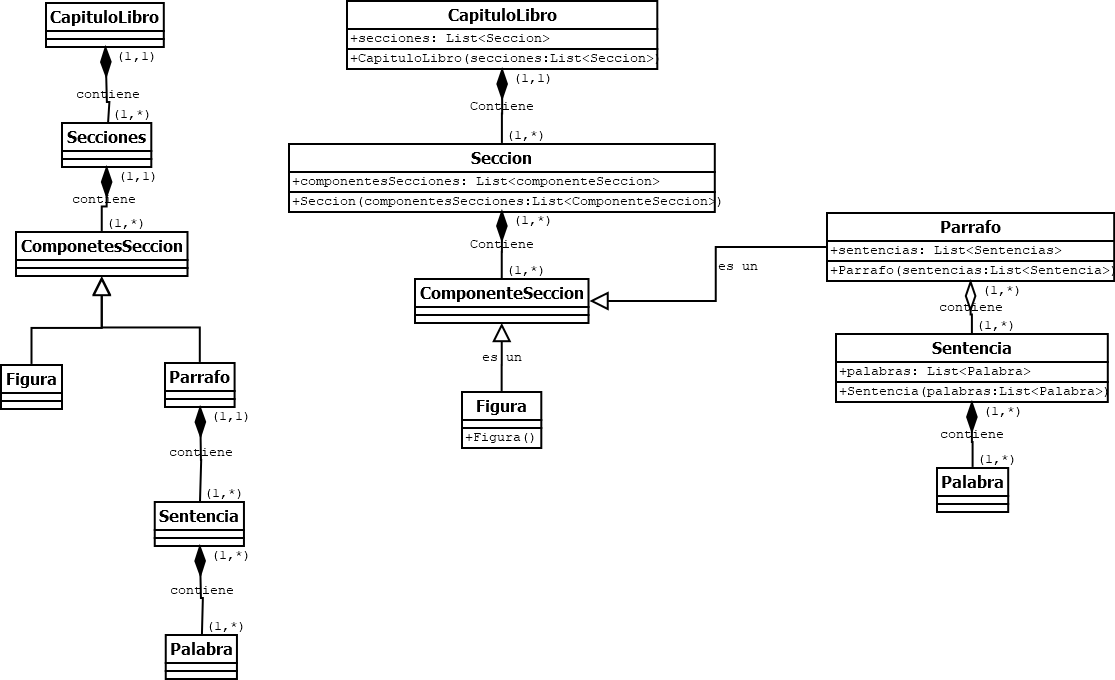 CapituloLibro
(1,1)
contiene
(1,*)
Secciones
(1,1)
contiene
(1,*)
ComponetesSeccion
Figura
Parrafo
(1,1)
contiene
(1,*)
Sentencia
(1,*)
contiene
(1,*)
Palabra
CapituloLibro
+secciones: List<Seccion>
+CapituloLibro(secciones:List<Seccion>)
(1,1)
Contiene
(1,*)
Seccion
+componentesSecciones: List<componenteSeccion>
+Seccion(componentesSecciones:List<ComponenteSeccion>)
(1,*)
Contiene
(1,*)
ComponenteSeccion
es un
Figura
+Figura()
es un
Parrafo
+sentencias: List<Sentencias>
+Parrafo(sentencias:List<Sentencia>)
(1,*)
contiene
(1,*)
Sentencia
+palabras: List<Palabra>
+Sentencia(palabras:List<Palabra>)
(1,*)
contiene
(1,*)
Palabra